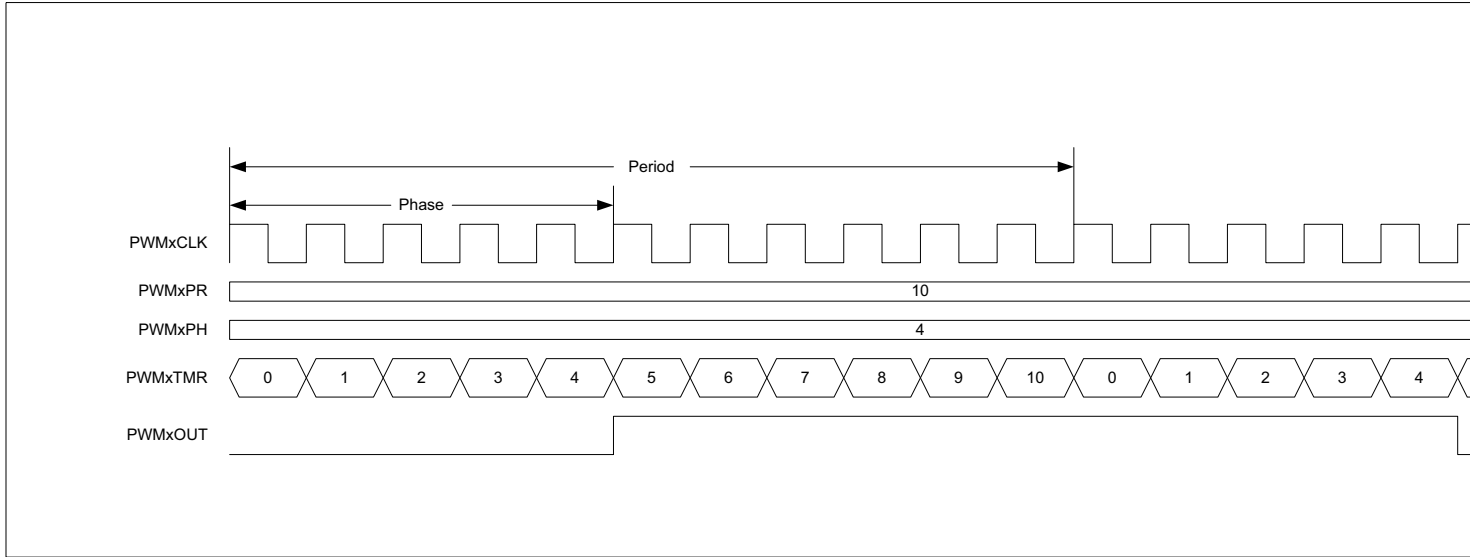 Period
Phase
PWMxCLK
PWMxPR 10
PWMxPH 4
PWMxTMR 0 1 2 3 4 5 6 7 8 9 10 0 1 2 3 4
PWMxOUT